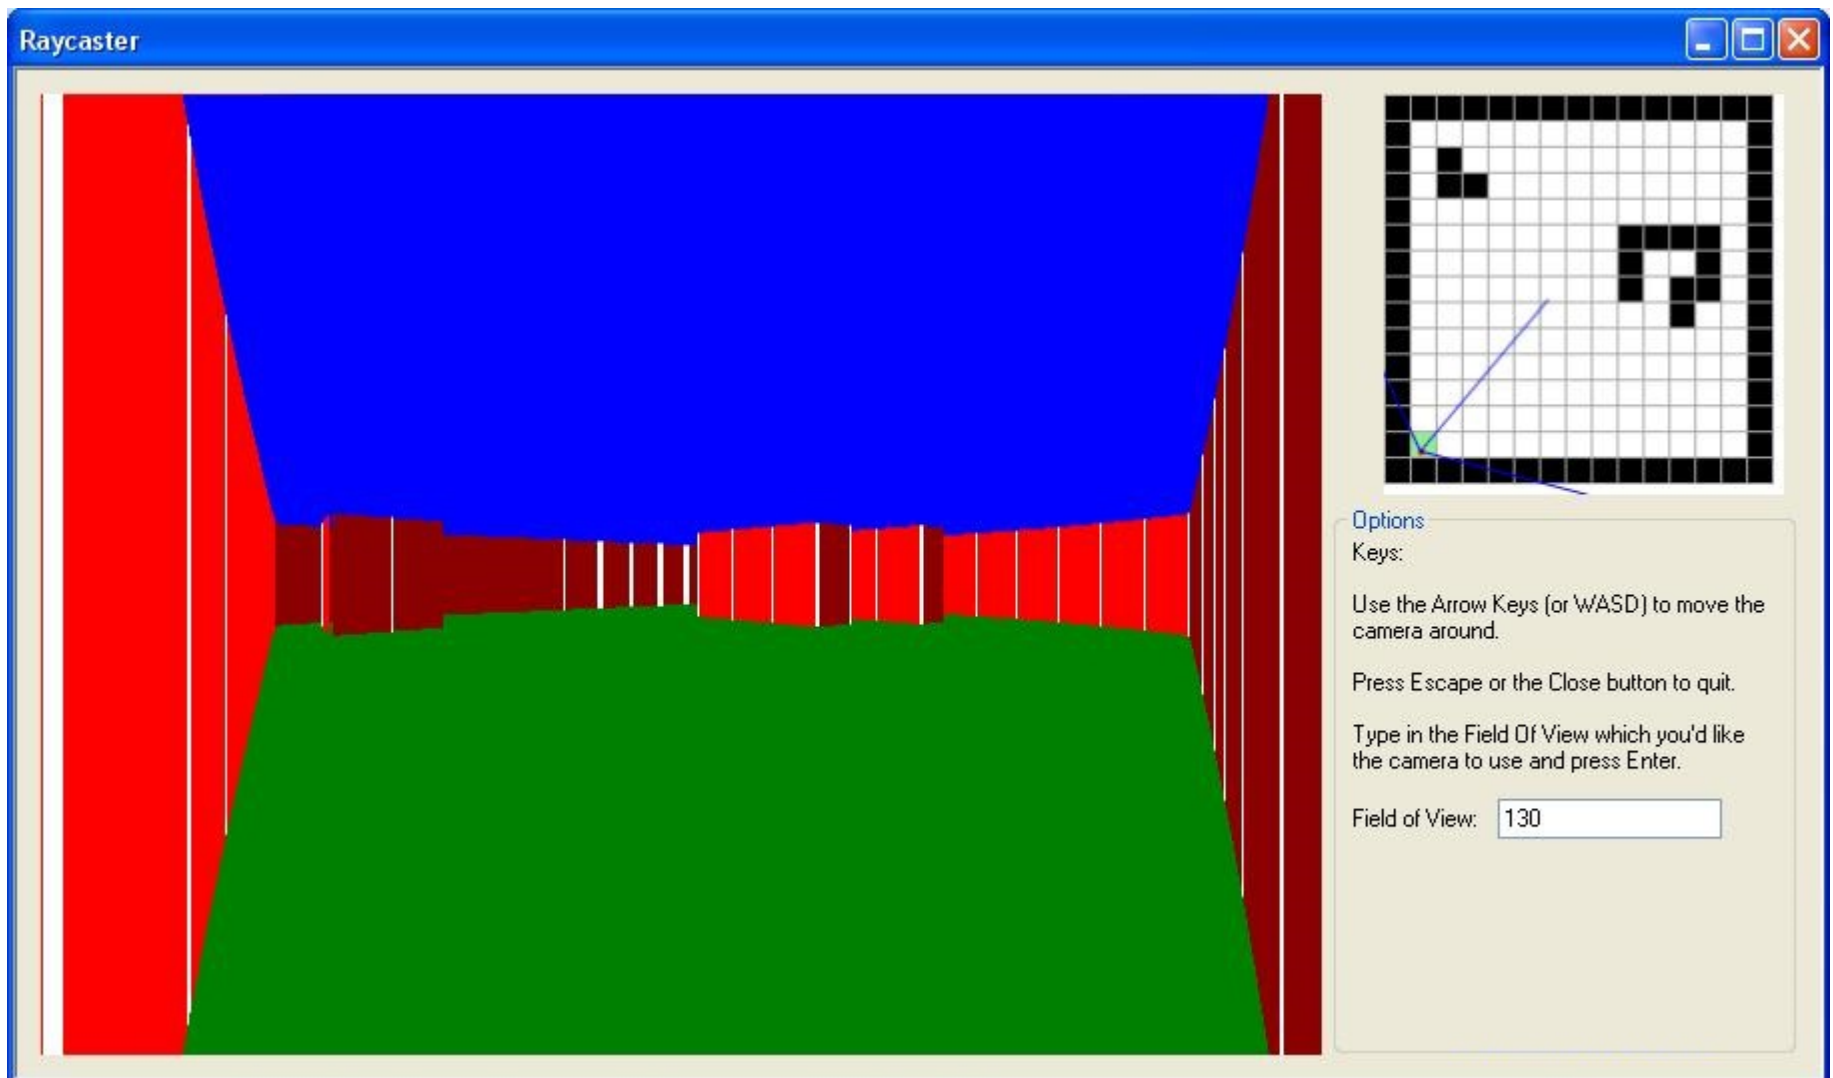 Raycaster
Options
Keys:
Use the Arrow Keys (or WASD) to move the
camera around.
Press Escape or the Close button to quit.
Type in the Field Of View which you'd like
the camera to use and press Enter.
Field of View: 130